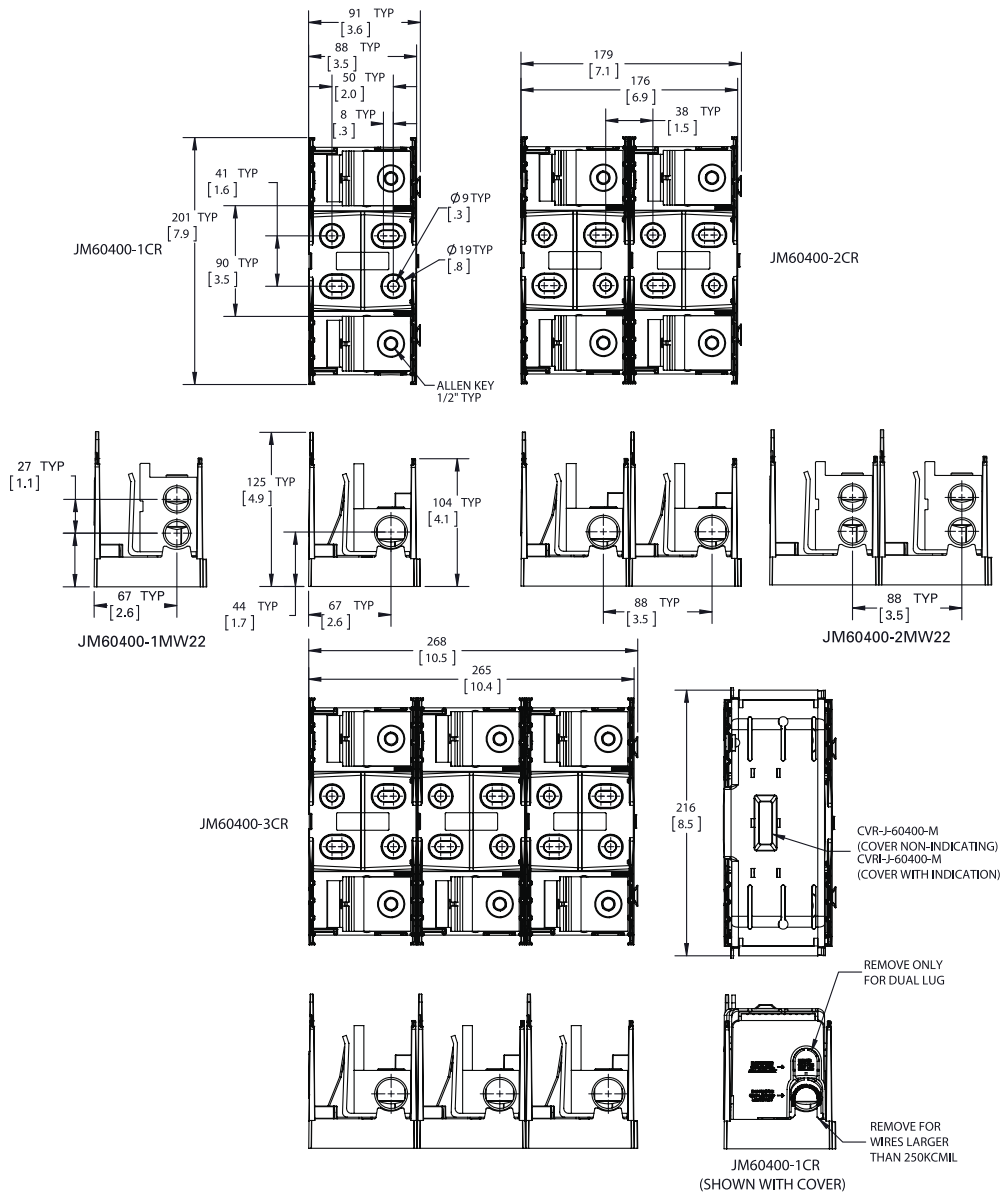 91 TYP
[3.6]
88 TYP
[3.5]
50 TYP
[2.0]
8 TYP
[.3]
41 TYP
[1.6]
201 TYP
[7.9]
90 TYP
[3.5]
Ø9 TYP
[.3]
Ø19 TYP
[.8]
JM60400-1CR
ALLEN KEY
1/2" TYP
179
[7.1]
176
[6.9]
38 TYP
[1.5]
JM60400-2CR
27 TYP
[1.1]
67 TYP
[2.6]
JM60400-1MW22
125 TYP
[4.9]
104 TYP
[4.1]
44 TYP
[1.7]
67 TYP
[2.6]
88 TYP
[3.5]
88 TYP
[3.5]
JM60400-2MW22
268
[10.5]
265
[10.4]
JM60400-3CR
216
[8.5]
CVR-J-60400-M
(COVER NON-INDICATING)
CVRI-J-60400-M
(COVER WITH INDICATION)
REMOVE ONLY
FOR DUAL LUG
REMOVE FOR
WIRES LARGER
THAN 250KCMIL
JM60400-1CR
(SHOWN WITH COVER)